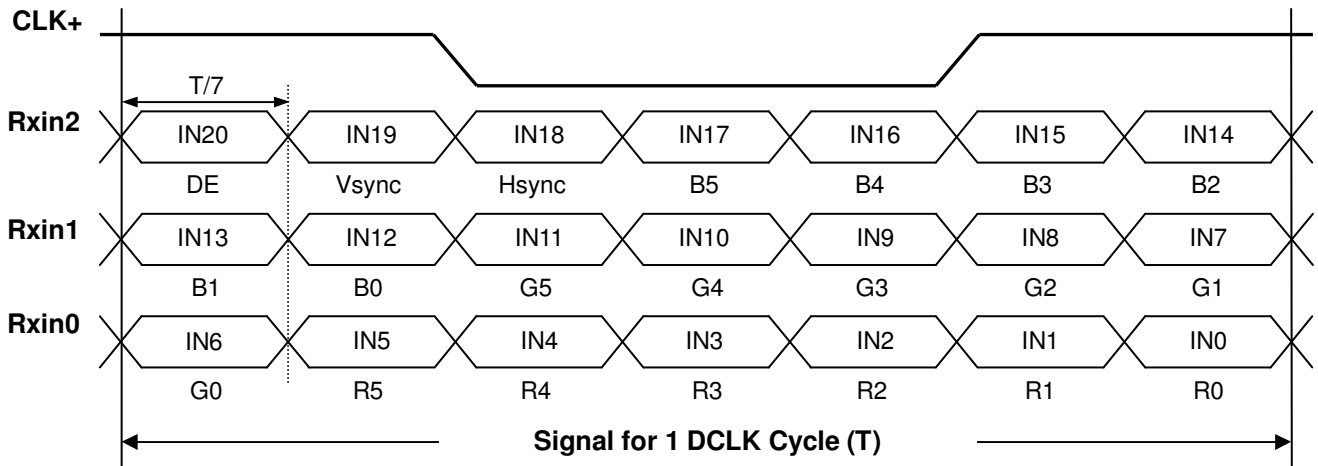 CLK+
T/7
Rxin2
IN20 IN19 IN18 IN17 IN16 IN15 IN14
DE Vsync Hsync B5 B4 B3 B2
Rxin1
IN13 IN12 IN11 IN10 IN9 IN8 IN7
B1 B0 G5 G4 G3 G2 G1
Rxin0
IN6 IN5 IN4 IN3 IN2 IN1 IN0
G0 R5 R4 R3 R2 R1 R0
Signal for 1 DCLK Cycle (T)